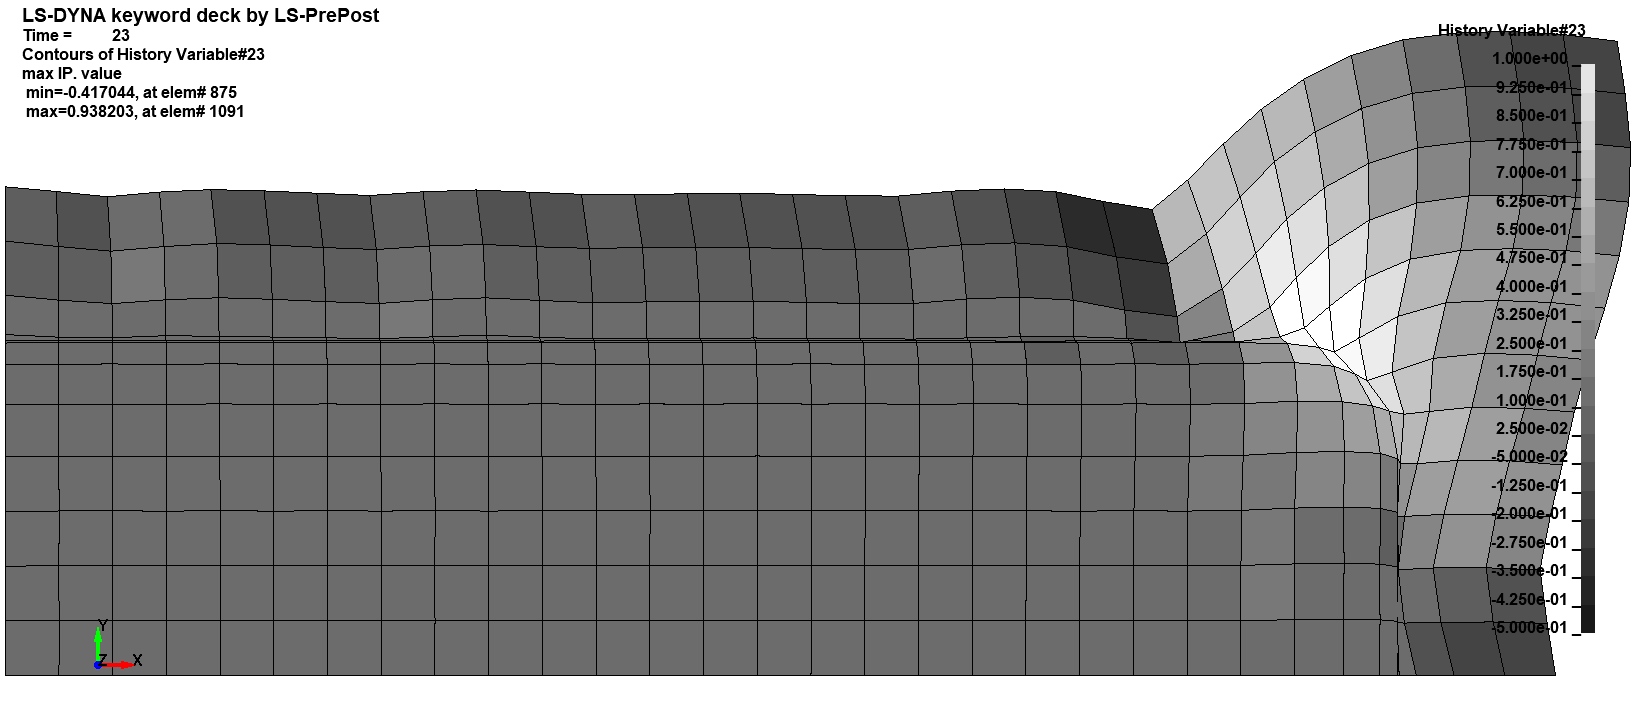 LS-DYNA keyword deck by LS-PrePost
Time = 23
Contours of History Variable#23
max IP. value
min=-0.417044, at elem# 875
max=0.938203, at elem# 1091
History Variable#23
1.000e+00
9.250e-01
8.500e-01
7.750e-01
7.000e-01
6.250e-01
5.500e-01
4.750e-01
4.000e-01
3.250e-01
2.500e-01
1.750e-01
1.000e-01
2.500e-02
-5.000e-02
-1.250e-01
-2.000e-01
-2.750e-01
-3.500e-01
-4.250e-01
-5.000e-01
Y
Z X